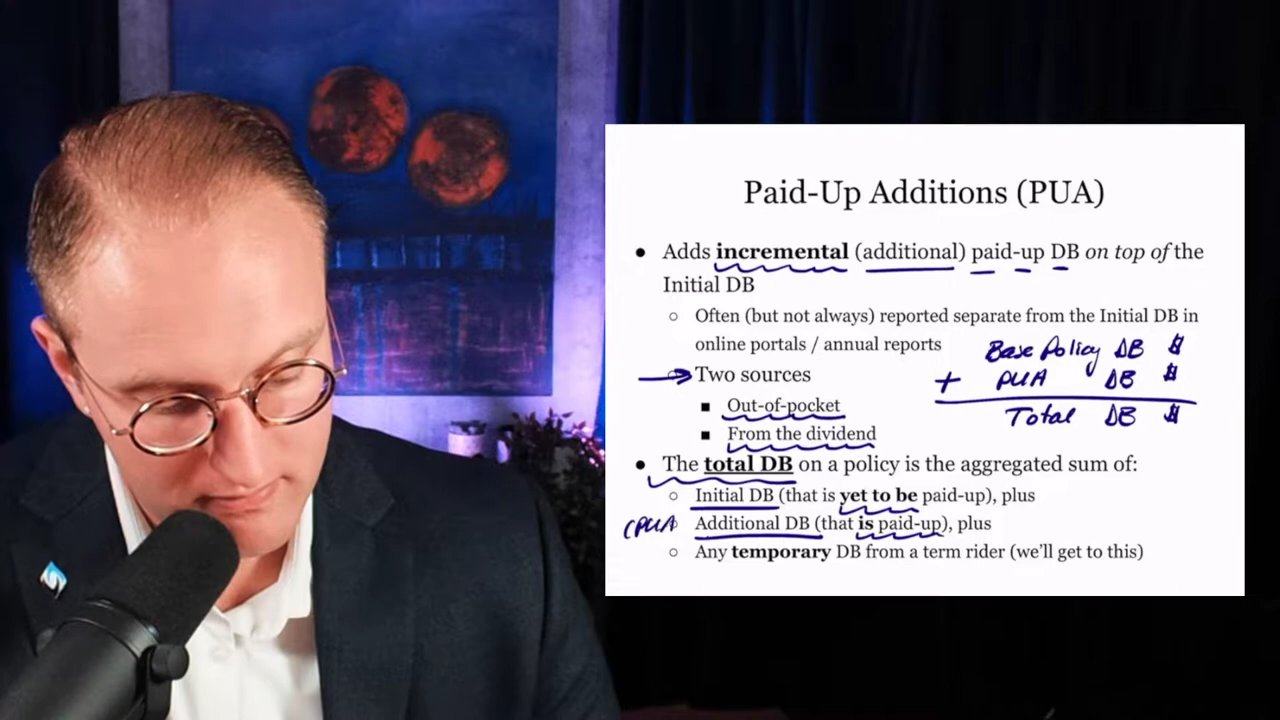 Paid-Up Additions (PUA)
● Adds incremental (additional) paid-up DB on top of the
Initial DB
○ Often (but not always) reported separate from the Initial DB in
online portals / annual reports
Base Policy DB $
○ Two sources
+ PUA DB $
■ Out-of-pocket
Total DB $
■ From the dividend
● The total DB on a policy is the aggregated sum of:
○ Initial DB (that is yet to be paid-up), plus
(PUA ○ Additional DB (that is paid-up), plus
○ Any temporary DB from a term rider (we'll get to this)